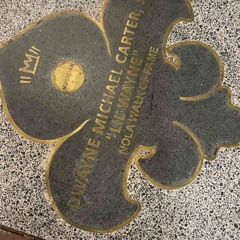 DWAYNE MICHAEL CARTER, J
"LIL WAYNE"
NOLA WALK OF FAME